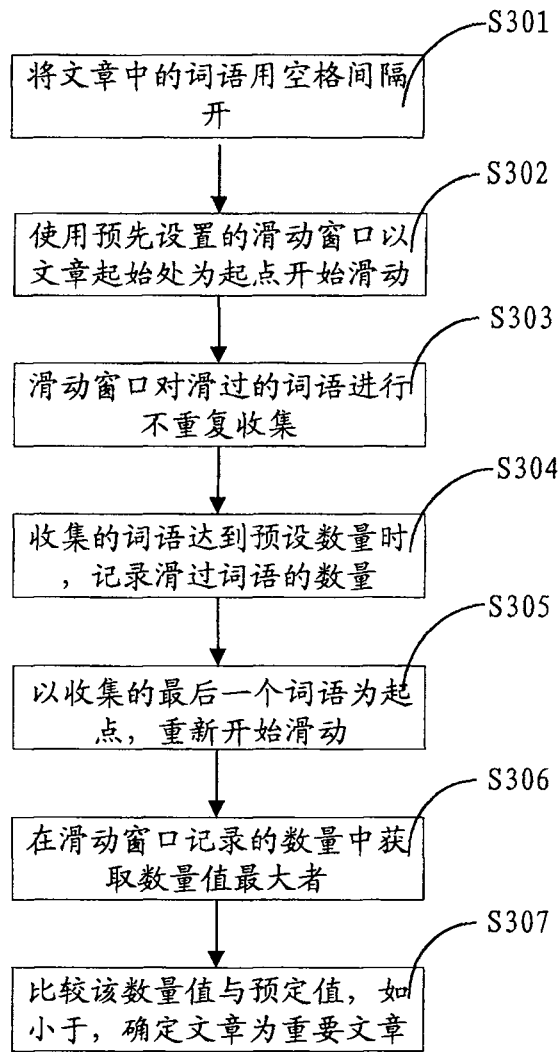 S301
将文章中的词语用空格间隔
开
S302
使用预先设置的滑动窗口以
文章起始处为起点开始滑动
S303
滑动窗口对滑过的词语进行
不重复收集
S304
收集的词语达到预设数量时
，记录滑过词语的数量
S305
以收集的最后一个词语为起
点，重新开始滑动
S306
在滑动窗口记录的数量中获
取数量值最大者
S307
比较该数量值与预定值，如
小于，确定文章为重要文章